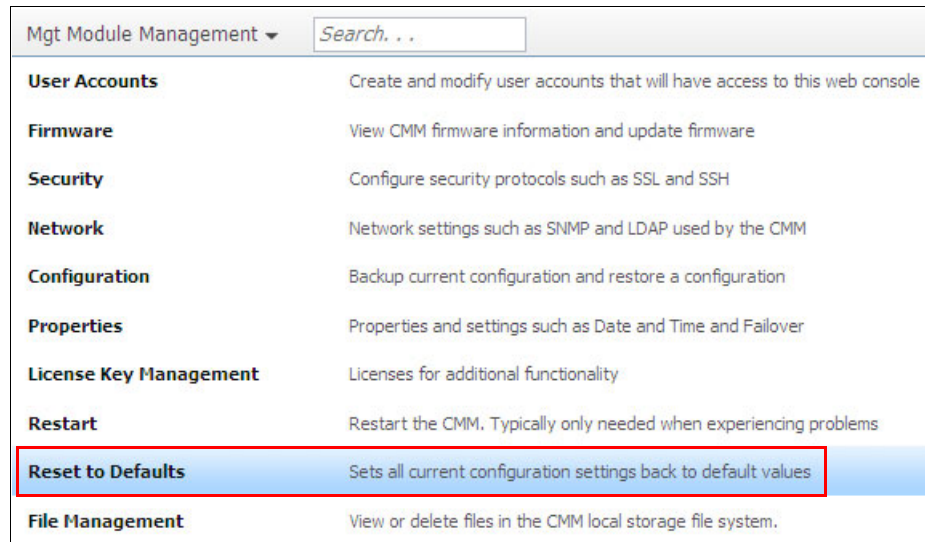 Mgt Module Management
Search. . .
User Accounts Create and modify user accounts that will have access to this web console
Firmware View CMM firmware information and update firmware
Security Configure security protocols such as SSL and SSH
Network Network settings such as SNMP and LDAP used by the CMM
Configuration Backup current configuration and restore a configuration
Properties Properties and settings such as Date and Time and Failover
License Key Management Licenses for additional functionality
Restart Restart the CMM. Typically only needed when experiencing problems
Reset to Defaults Sets all current configuration settings back to default values
File Management View or delete files in the CMM local storage file system.